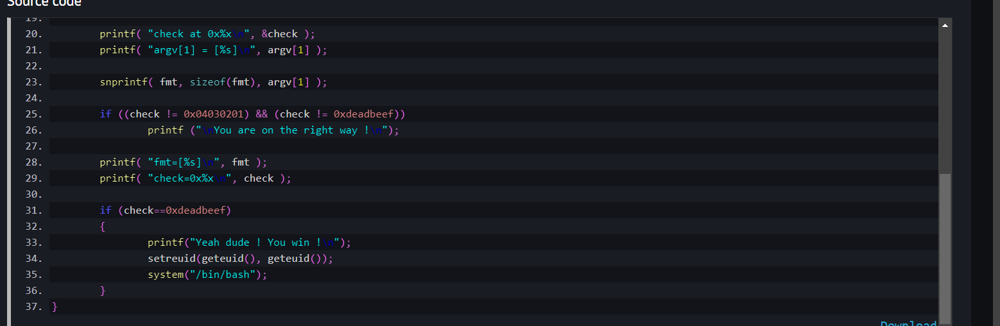 Source code
19.
20. printf( "check at 0x%x\n", &check );
21. printf( "argv[1] = [%s]\n", argv[1] );
22.
23. snprintf( fmt, sizeof(fmt), argv[1] );
24.
25. if ((check != 0x04030201) && (check != 0xdeadbeef))
26. printf ("\nYou are on the right way !\n");
27.
28. printf( "fmt=[%s]\n", fmt );
29. printf( "check=0x%x\n", check );
30.
31. if (check==0xdeadbeef)
32. {
33. printf("Yeah dude ! You win !\n");
34. setreuid(geteuid(), geteuid());
35. system("/bin/bash");
36. }
37. }
Download